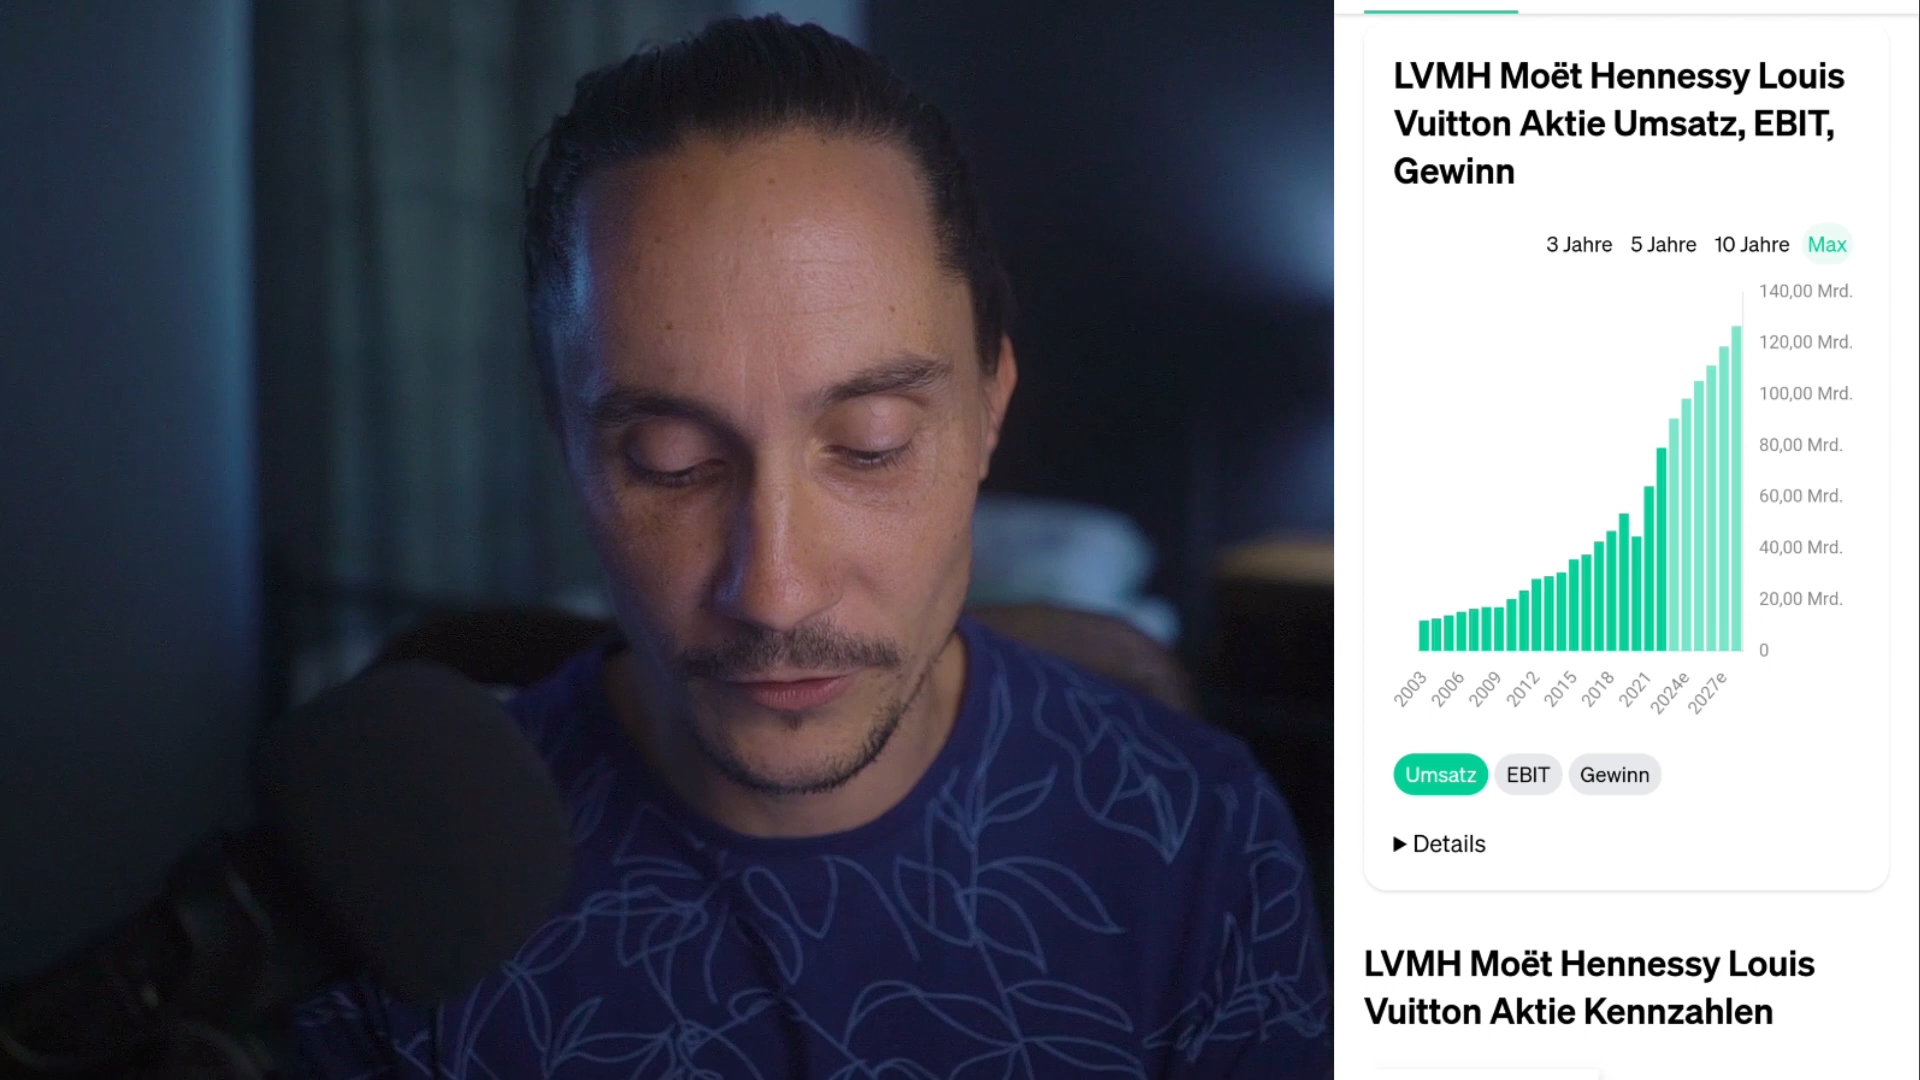 LVMH Moët Hennessy Louis
Vuitton Aktie Umsatz, EBIT,
Gewinn
3 Jahre 5 Jahre 10 Jahre Max
140,00 Mrd.
120,00 Mrd.
100,00 Mrd.
80,00 Mrd.
60,00 Mrd.
40,00 Mrd.
20,00 Mrd.
0
2003 2006 2009 2012 2015 2018 2021 2024e 2027e
Umsatz EBIT Gewinn
▶ Details
LVMH Moët Hennessy Louis
Vuitton Aktie Kennzahlen